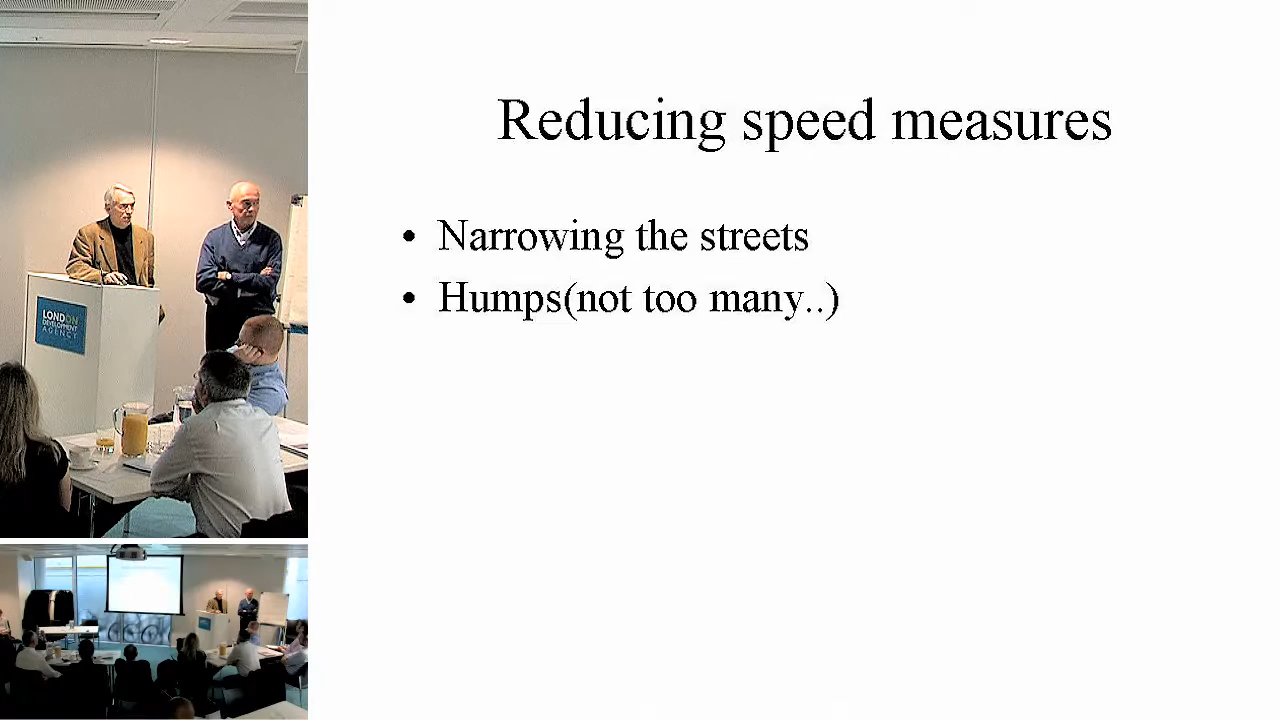 Reducing speed measures
• Narrowing the streets
• Humps(not too many..)
LONDON
DEVELOPMENT
AGENCY